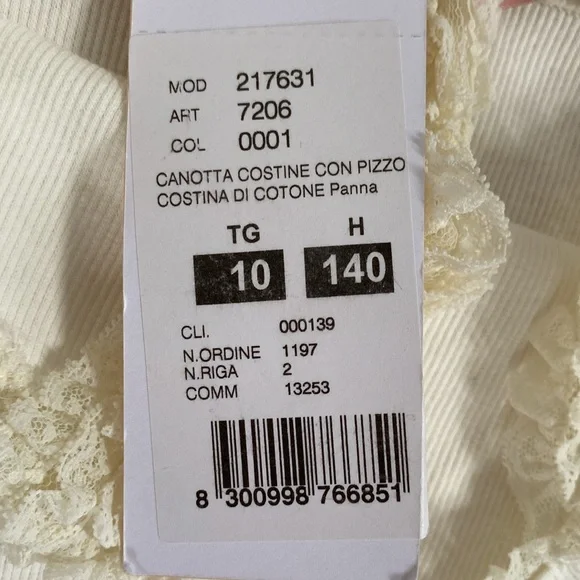 MOD 217631
ART 7206
COL 0001
CANOTTA COSTINE CON PIZZO
COSTINA DI COTONE Panna
TG H
10 140
CLI. 000139
N.ORDINE 1197
N.RIGA 2
COMM 13253
8 300998 766851